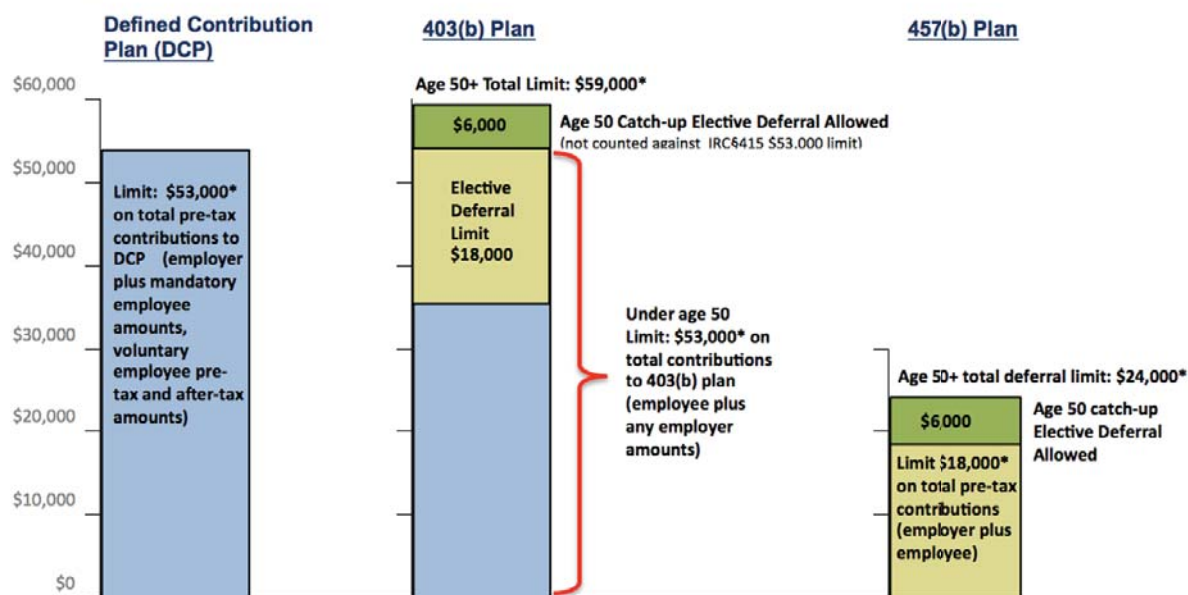 Defined Contribution
Plan (DCP)
403(b) Plan
457(b) Plan
$60,000
$50,000
$40,000
$30,000
$20,000
$10,000
$0
Limit: $53,000*
on total pre-tax
contributions to
DCP (employer
plus mandatory
employee
amounts,
voluntary
employee pre-
tax and after-tax
amounts)
Age 50+ Total Limit: $59,000*
$6,000
Age 50 Catch-up Elective Deferral Allowed
(not counted against IRC§415 $53,000 limit)
Elective
Deferral
Limit
$18,000
Under age 50
Limit: $53,000* on
total contributions
to 403(b) plan
(employee plus
any employer
amounts)
Age 50+ total deferral limit: $24,000*
$6,000
Age 50 catch-up
Elective Deferral
Allowed
Limit $18,000*
on total pre-tax
contributions
(employer plus
employee)